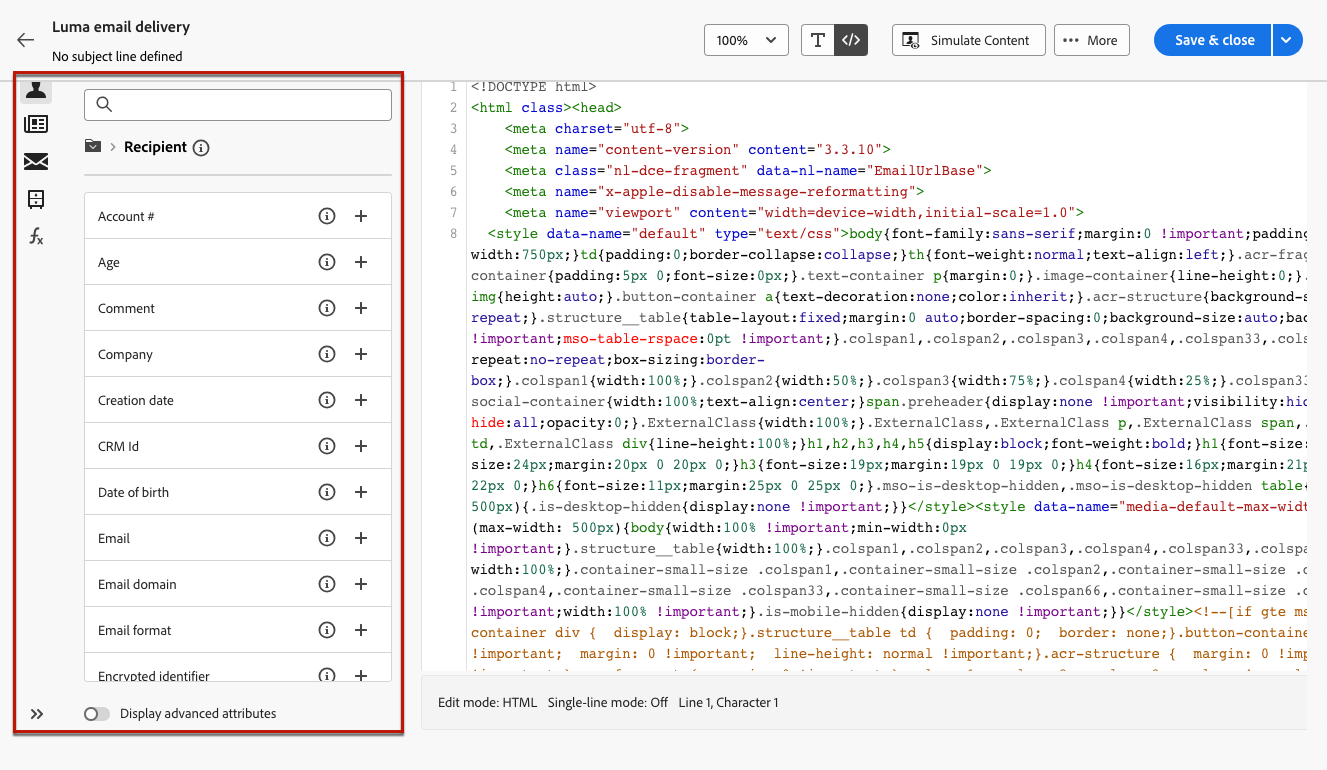 Luma email delivery
No subject line defined
100%
T </>
Simulate Content
More
Save & close
Recipient
Account #
Age
Comment
Company
Creation date
CRM Id
Date of birth
Email
Email domain
Email format
Encrypted identifier
Display advanced attributes
1 <!DOCTYPE html>
2 <html class><head>
3 <meta charset="utf-8">
4 <meta name="content-version" content="3.3.10">
5 <meta class="nl-dce-fragment" data-nl-name="EmailUrlBase">
6 <meta name="x-apple-disable-message-reformatting">
7 <meta name="viewport" content="width=device-width,initial-scale=1.0">
8 <style data-name="default" type="text/css">body{font-family:sans-serif;margin:0 !important;padding
width:750px;}td{padding:0;border-collapse:collapse;}th{font-weight:normal;text-align:left;}.acr-frag
container{padding:5px 0;font-size:0px;}.text-container p{margin:0;}.image-container{line-height:0;}.
img{height:auto;}.button-container a{text-decoration:none;color:inherit;}.acr-structure{background-s
repeat;}.structure__table{table-layout:fixed;margin:0 auto;border-spacing:0;background-size:auto;bac
!important;mso-table-rspace:0pt !important;}.colspan1,.colspan2,.colspan3,.colspan4,.colspan33,.cols
repeat:no-repeat;box-sizing:border-
box;}.colspan1{width:100%;}.colspan2{width:50%;}.colspan3{width:75%;}.colspan4{width:25%;}.colspan33
social-container{width:100%;text-align:center;}span.preheader{display:none !important;visibility:hid
hide:all;opacity:0;}.ExternalClass{width:100%;}.ExternalClass,.ExternalClass p,.ExternalClass span,.
td,.ExternalClass div{line-height:100%;}h1,h2,h3,h4,h5{display:block;font-weight:bold;}h1{font-size:
size:24px;margin:20px 0 20px 0;}h3{font-size:19px;margin:19px 0 19px 0;}h4{font-size:16px;margin:21p
22px 0;}h6{font-size:11px;margin:25px 0 25px 0;}.mso-is-desktop-hidden,.mso-is-desktop-hidden table{
500px){.is-desktop-hidden{display:none !important;}}</style><style data-name="media-default-max-widt
(max-width: 500px){body{width:100% !important;min-width:0px
!important;}.structure__table{width:100%;}.colspan1,.colspan2,.colspan3,.colspan4,.colspan33,.colspa
width:100%;}.container-small-size .colspan1,.container-small-size .colspan2,.container-small-size .c
.colspan4,.container-small-size .colspan33,.container-small-size .colspan66,.container-small-size .c
!important;width:100% !important;}.is-mobile-hidden{display:none !important;}}</style><!--[if gte ms
container div { display: block;}.structure__table td { padding: 0; border: none;}.button-containe
!important; margin: 0 !important; line-height: normal !important;}.acr-structure { margin: 0 !imp
Edit mode: HTML Single-line mode: Off Line 1, Character 1